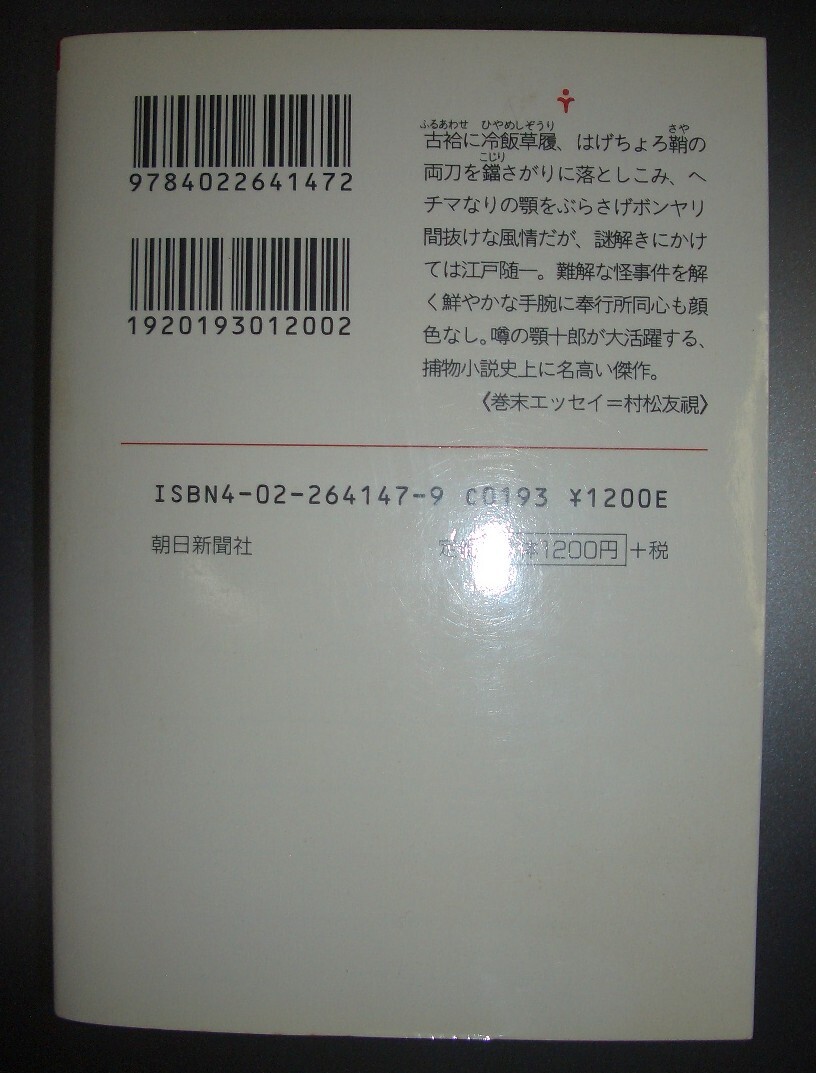 9784022641472
1920193012002
ふるあわせ ひやめしぞうり さや
古袷に冷飯草履、はげちょろ鞘の
こじり
両刀を鐺さがりに落としこみ、ヘ
チマなりの顎をぶらさげボンヤリ
間抜けな風情だが、謎解きにかけ
ては江戸随一。難解な怪事件を解
く鮮やかな手腕に奉行所同心も顔
色なし。噂の顎十郎が大活躍する、
捕物小説史上に名高い傑作。
〈巻末エッセイ=村松友視〉
ISBN4-02-264147-9 C0193 ¥1200E
朝日新聞社
定 1200円 +税